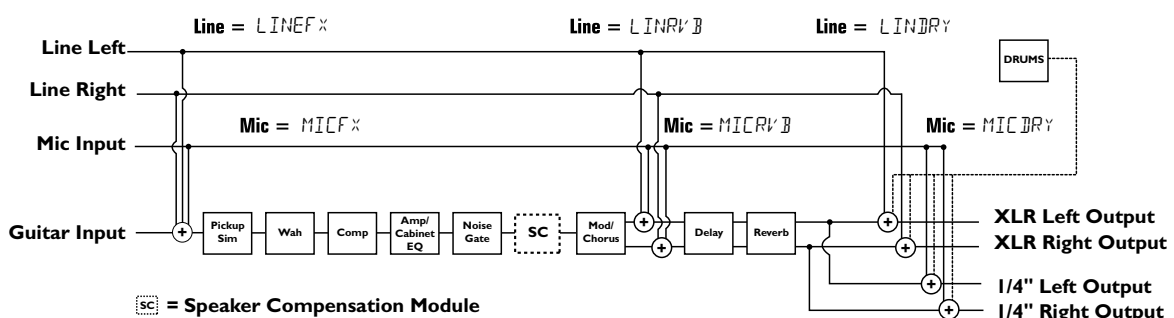 Line = LINEFX Line = LINRVB Line = LINDRY
Line Left
DRUMS
Line Right
Mic = MICFX Mic = MICRVB Mic = MICDRY
Mic Input
Guitar Input
Pickup
Sim
Wah
Comp
Amp/
Cabinet
EQ
Noise
Gate
SC
Mod/
Chorus
Delay
Reverb
XLR Left Output
XLR Right Output
1/4" Left Output
1/4" Right Output
SC = Speaker Compensation Module